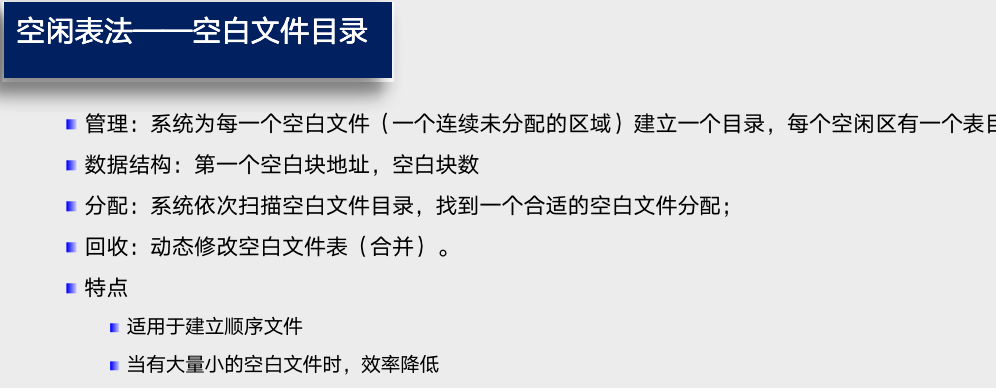 空闲表法——空白文件目录
管理：系统为每一个空白文件（一个连续未分配的区域）建立一个目录，每个空闲区有一个表目
数据结构：第一个空白块地址，空白块数
分配：系统依次扫描空白文件目录，找到一个合适的空白文件分配；
回收：动态修改空白文件表（合并）。
特点
适用于建立顺序文件
当有大量小的空白文件时，效率降低